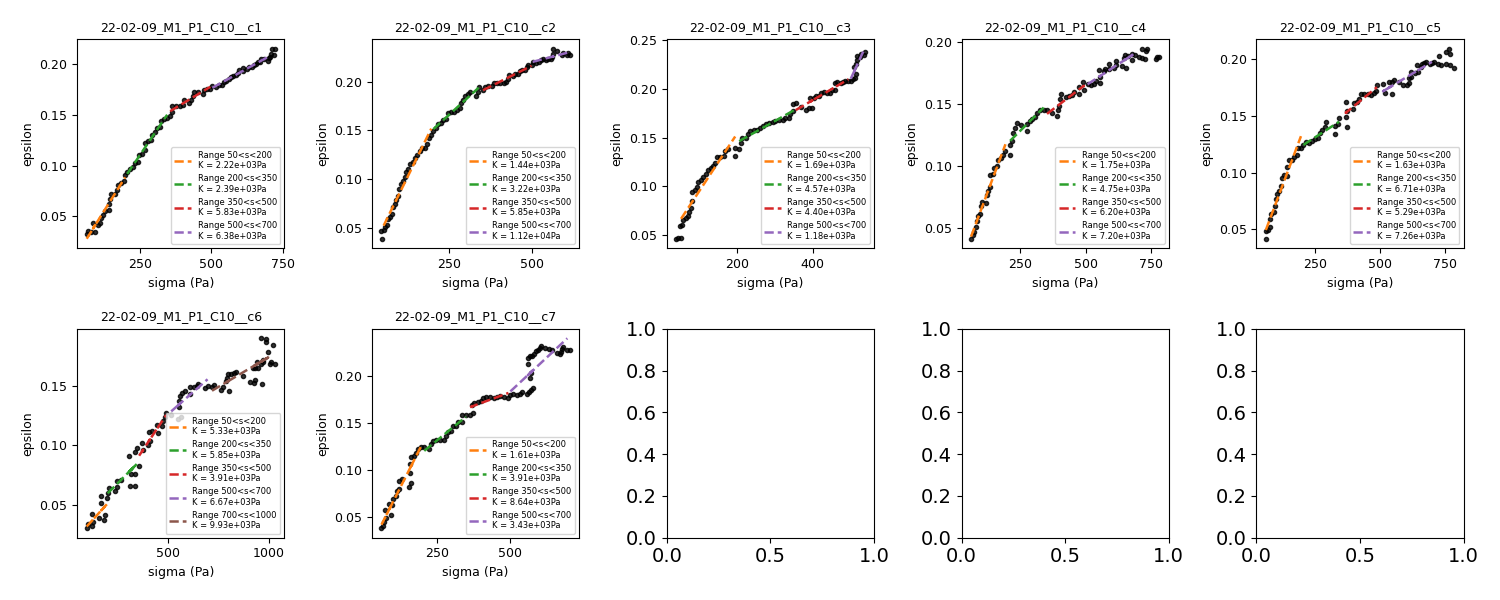 22-02-09_M1_P1_C10__c1
epsilon
0.20
0.15
0.10
0.05
250
500
750
sigma (Pa)
Range 50<s<200
K = 2.22e+03Pa
Range 200<s<350
K = 2.39e+03Pa
Range 350<s<500
K = 5.83e+03Pa
Range 500<s<700
K = 6.38e+03Pa
22-02-09_M1_P1_C10__c2
epsilon
0.20
0.15
0.10
0.05
250
500
sigma (Pa)
Range 50<s<200
K = 1.44e+03Pa
Range 200<s<350
K = 3.22e+03Pa
Range 350<s<500
K = 5.85e+03Pa
Range 500<s<700
K = 1.12e+04Pa
22-02-09_M1_P1_C10__c3
epsilon
0.25
0.20
0.15
0.10
0.05
200
400
sigma (Pa)
Range 50<s<200
K = 1.69e+03Pa
Range 200<s<350
K = 4.57e+03Pa
Range 350<s<500
K = 4.40e+03Pa
Range 500<s<700
K = 1.18e+03Pa
22-02-09_M1_P1_C10__c4
epsilon
0.20
0.15
0.10
0.05
250
500
750
sigma (Pa)
Range 50<s<200
K = 1.75e+03Pa
Range 200<s<350
K = 4.75e+03Pa
Range 350<s<500
K = 6.20e+03Pa
Range 500<s<700
K = 7.20e+03Pa
22-02-09_M1_P1_C10__c5
epsilon
0.20
0.15
0.10
0.05
250
500
750
sigma (Pa)
Range 50<s<200
K = 1.63e+03Pa
Range 200<s<350
K = 6.71e+03Pa
Range 350<s<500
K = 5.29e+03Pa
Range 500<s<700
K = 7.26e+03Pa
22-02-09_M1_P1_C10__c6
epsilon
0.15
0.10
0.05
500
1000
sigma (Pa)
Range 50<s<200
K = 5.33e+03Pa
Range 200<s<350
K = 5.85e+03Pa
Range 350<s<500
K = 3.91e+03Pa
Range 500<s<700
K = 6.67e+03Pa
Range 700<s<1000
K = 9.93e+03Pa
22-02-09_M1_P1_C10__c7
epsilon
0.20
0.15
0.10
0.05
250
500
sigma (Pa)
Range 50<s<200
K = 1.61e+03Pa
Range 200<s<350
K = 3.91e+03Pa
Range 350<s<500
K = 8.64e+03Pa
Range 500<s<700
K = 3.43e+03Pa
1.0
0.8
0.6
0.4
0.2
0.0
0.0
0.5
1.0
1.0
0.8
0.6
0.4
0.2
0.0
0.0
0.5
1.0
1.0
0.8
0.6
0.4
0.2
0.0
0.0
0.5
1.0